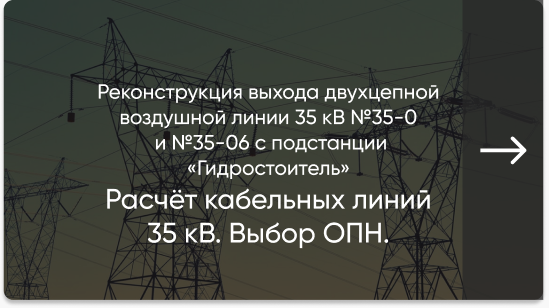 Реконструкция выхода двухцепной
воздушной линии 35 кВ №35-0
и №35-06 с подстанции
«Гидростоитель»
Расчёт кабельных линий
35 кВ. Выбор ОПН.